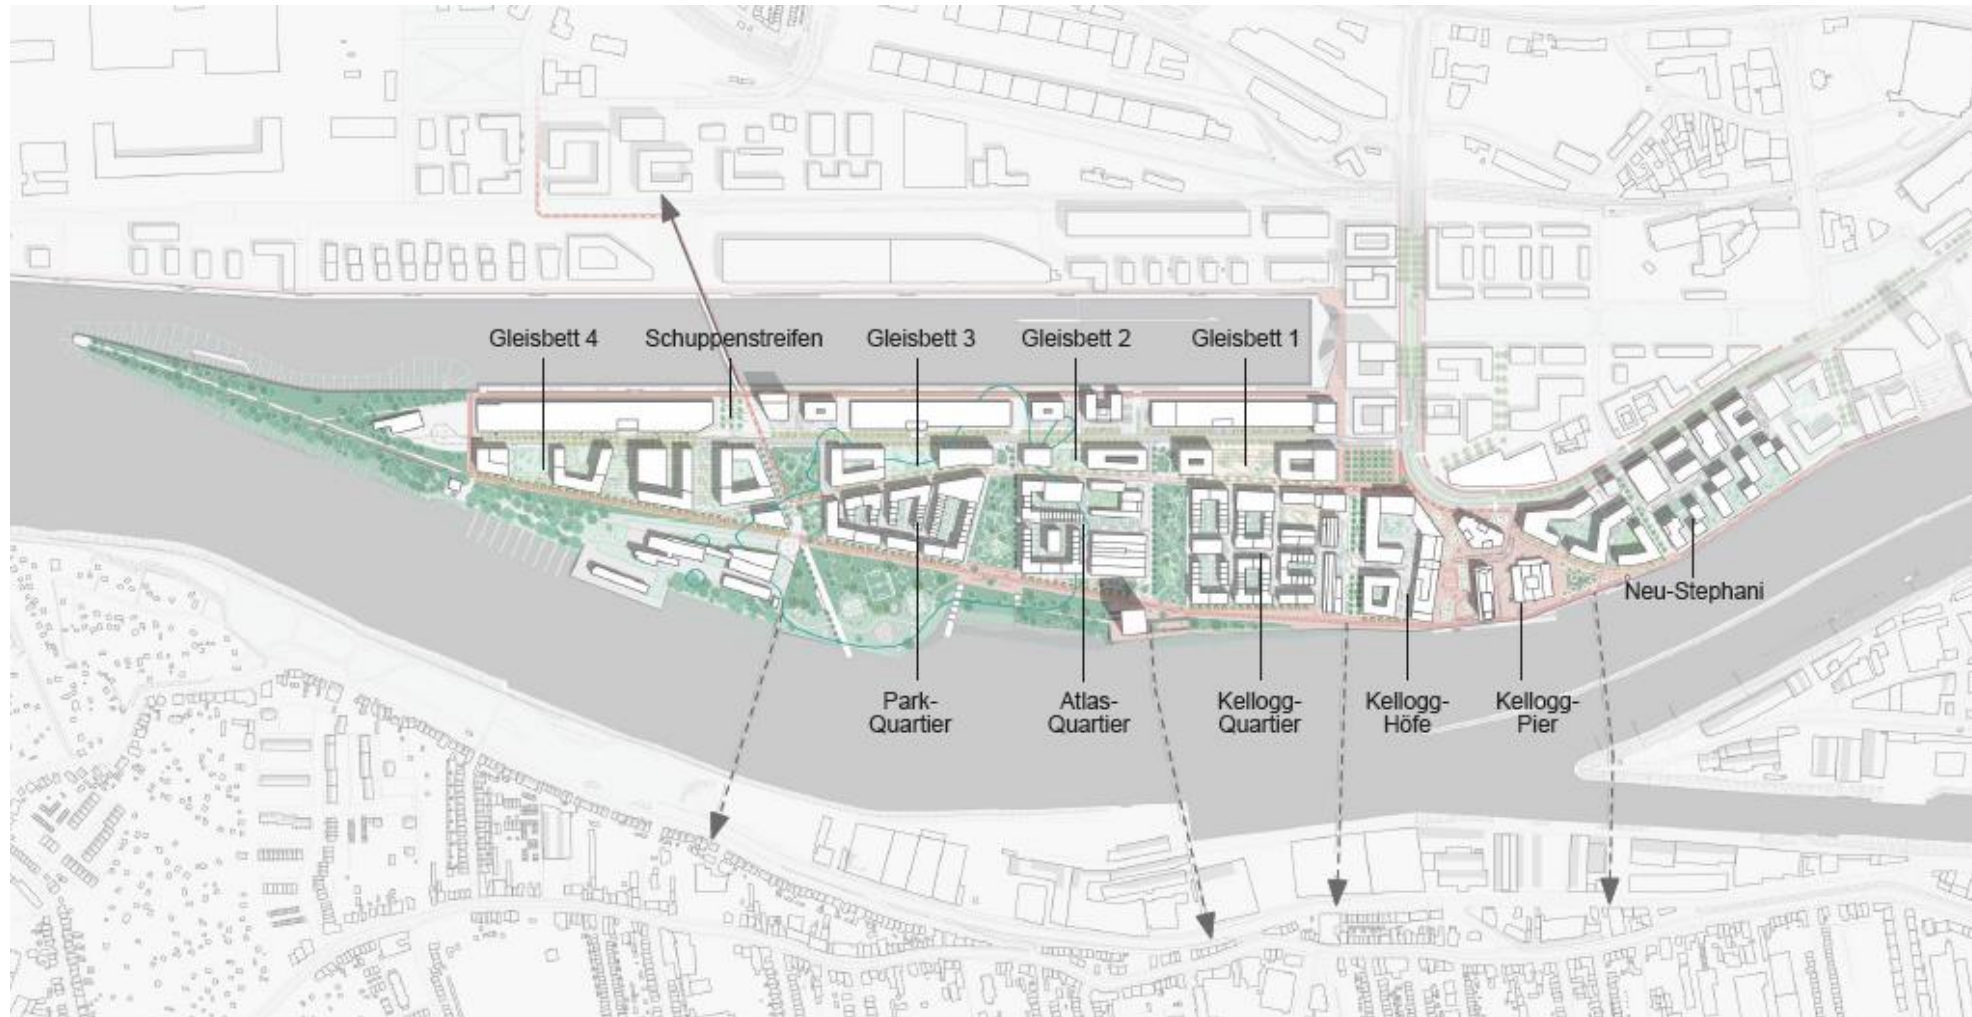 Gleisbett 4
Schuppenstreifen
Gleisbett 3
Gleisbett 2
Gleisbett 1
Neu-Stephani
Park-
Quartier
Atlas-
Quartier
Kellogg-
Quartier
Kellogg-
Höfe
Kellogg-
Pier